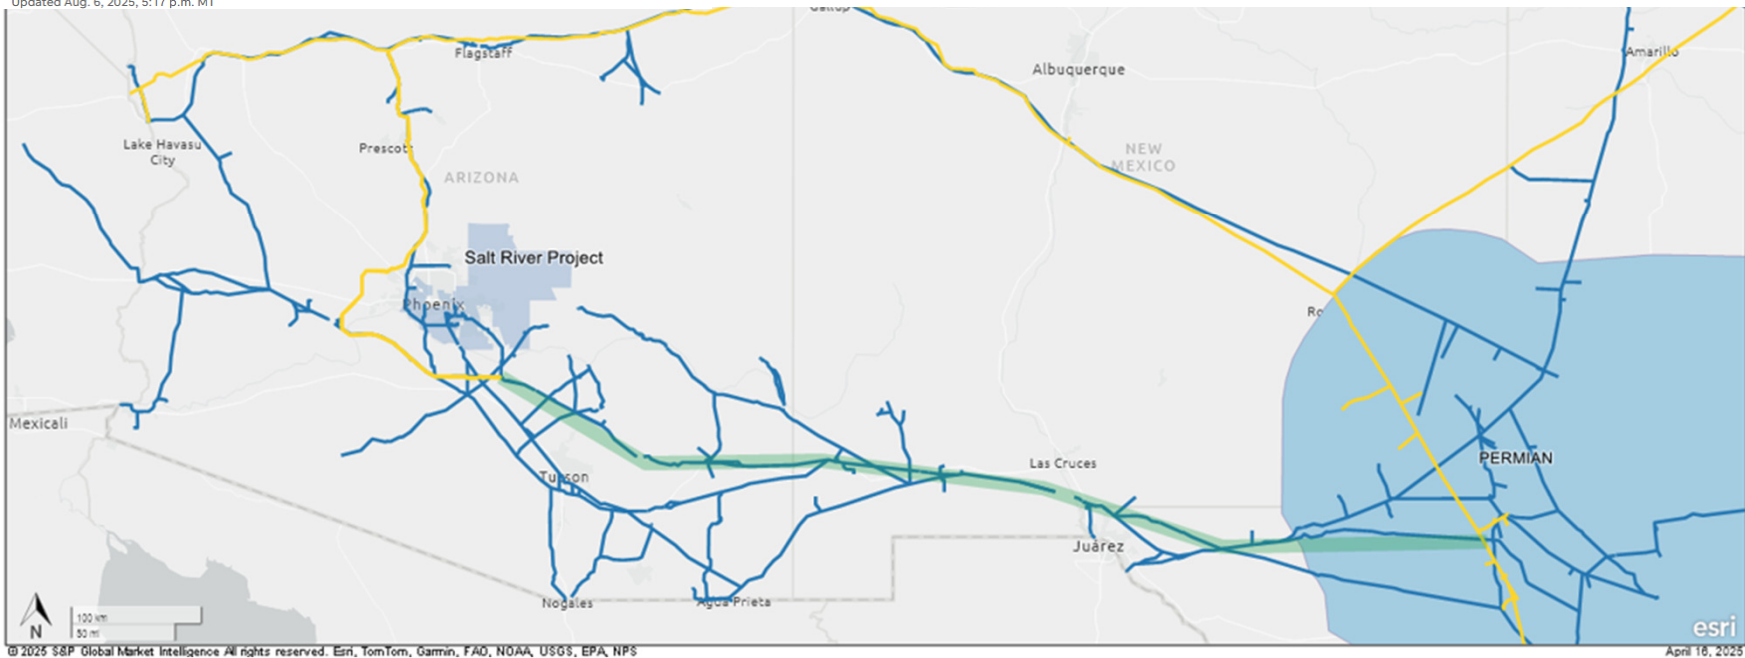 Updated Aug. 6, 2025, 5:17 p.m. MT
Gallup
Flagstaff
Albuquerque
Amarillo
Lake Havasu
City
Prescott
NEW
MEXICO
ARIZONA
Salt River Project
Phoenix
Ro
Mexicali
PERMIAN
Las Cruces
Tucson
Juárez
Nogales
Agua Prieta
N
100 km
50 mi
esri
© 2025 S&P Global Market Intelligence All rights reserved. Esri, TomTom, Garmin, FAO, NOAA, USGS, EPA, NPS
April 16, 2025